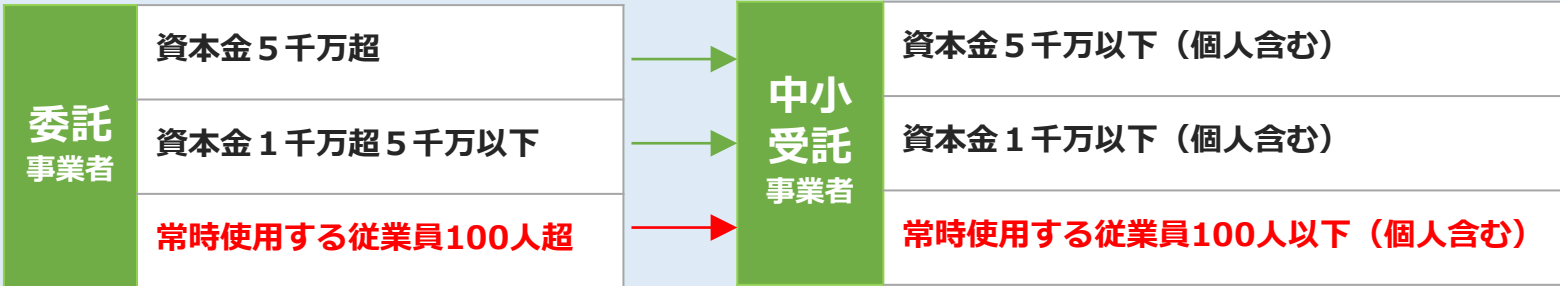 委託
事業者
資本金５千万超
資本金１千万超５千万以下
常時使用する従業員100人超
中小
受託
事業者
資本金５千万以下（個人含む）
資本金１千万以下（個人含む）
常時使用する従業員100人以下（個人含む）